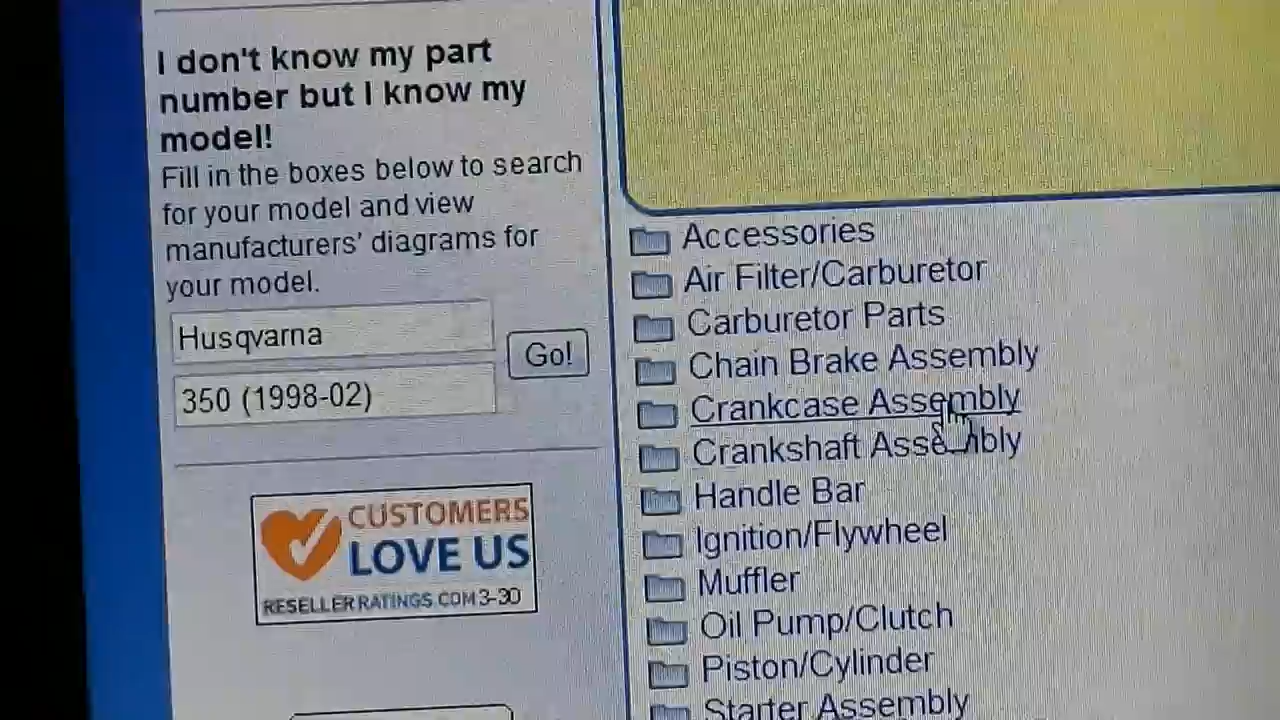 I don't know my part
number but I know my
model!
Fill in the boxes below to search
for your model and view
manufacturers' diagrams for
your model.
Husqvarna
Go!
350 (1998-02)
CUSTOMERS
LOVE US
RESELLERRATINGS.COM 3-30
Accessories
Air Filter/Carburetor
Carburetor Parts
Chain Brake Assembly
Crankcase Assembly
Crankshaft Assembly
Handle Bar
Ignition/Flywheel
Muffler
Oil Pump/Clutch
Piston/Cylinder
Starter Assembly